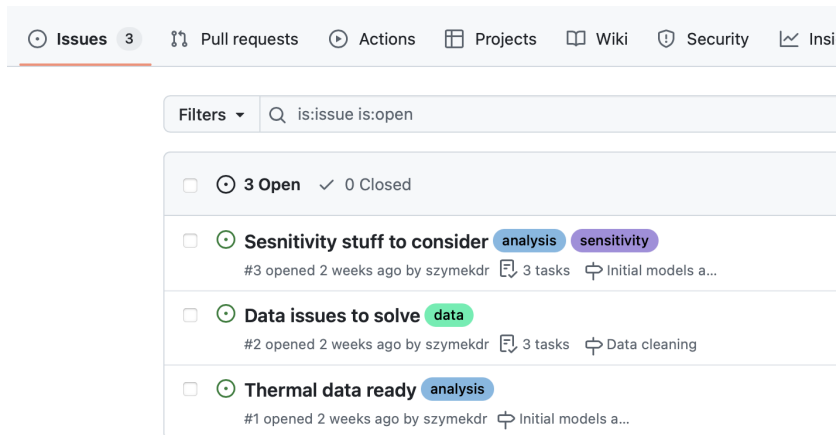 Issues 3 Pull requests Actions Projects Wiki Security Insi
Filters is:issue is:open
3 Open 0 Closed
Sesnitivity stuff to consider analysis sensitivity
#3 opened 2 weeks ago by szymekdr 3 tasks Initial models a...
Data issues to solve data
#2 opened 2 weeks ago by szymekdr 3 tasks Data cleaning
Thermal data ready analysis
#1 opened 2 weeks ago by szymekdr Initial models a...